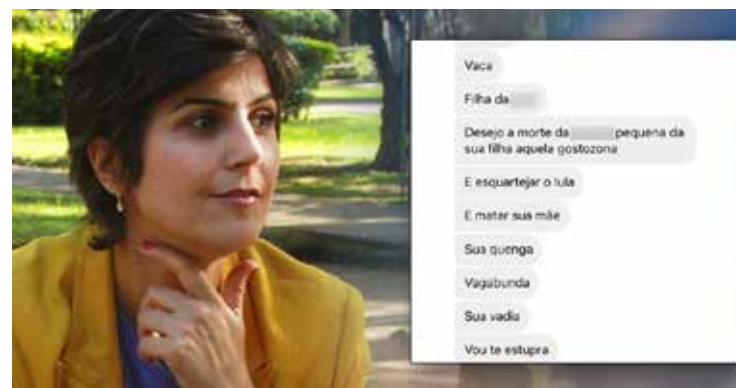 Vaca
Filha da
Desejo a morte da pequena da
sua filha aquela gostozona
E esquartejar o lula
E matar sua mãe
Sua quenga
Vagabunda
Sua vadia
Vou te estupra